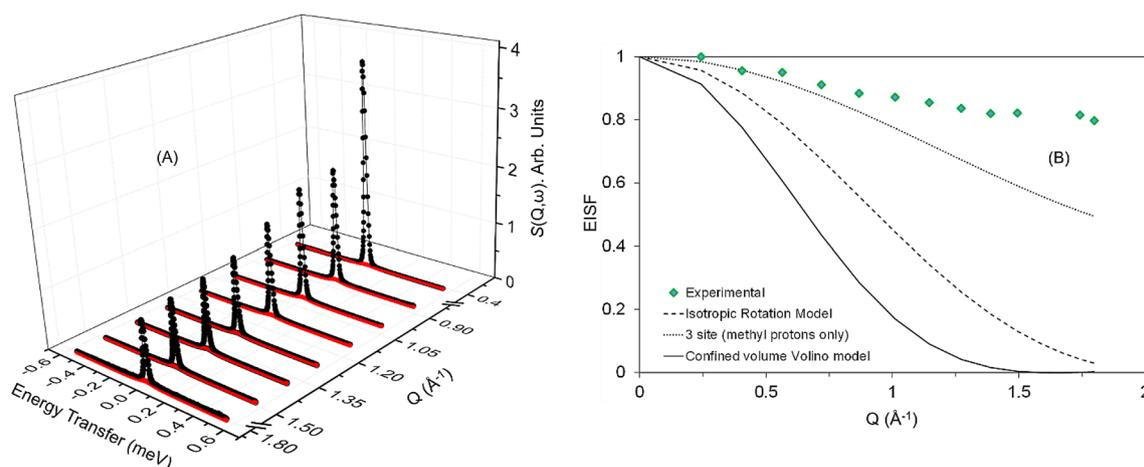 (A)
4
3
2
1
0
S(Q,ω). Arb. Units
0.4
0.90
1.05
1.20
1.35
1.50
1.80
Q (Å⁻¹)
-0.6
-0.4
-0.2
0.0
0.2
0.4
0.6
Energy Transfer (meV)
1
0.8
0.6
0.4
0.2
0
EISF
(B)
Experimental
Isotropic Rotation Model
3 site (methyl protons only)
Confined volume Volino model
0
0.5
1
1.5
2
Q (Å⁻¹)